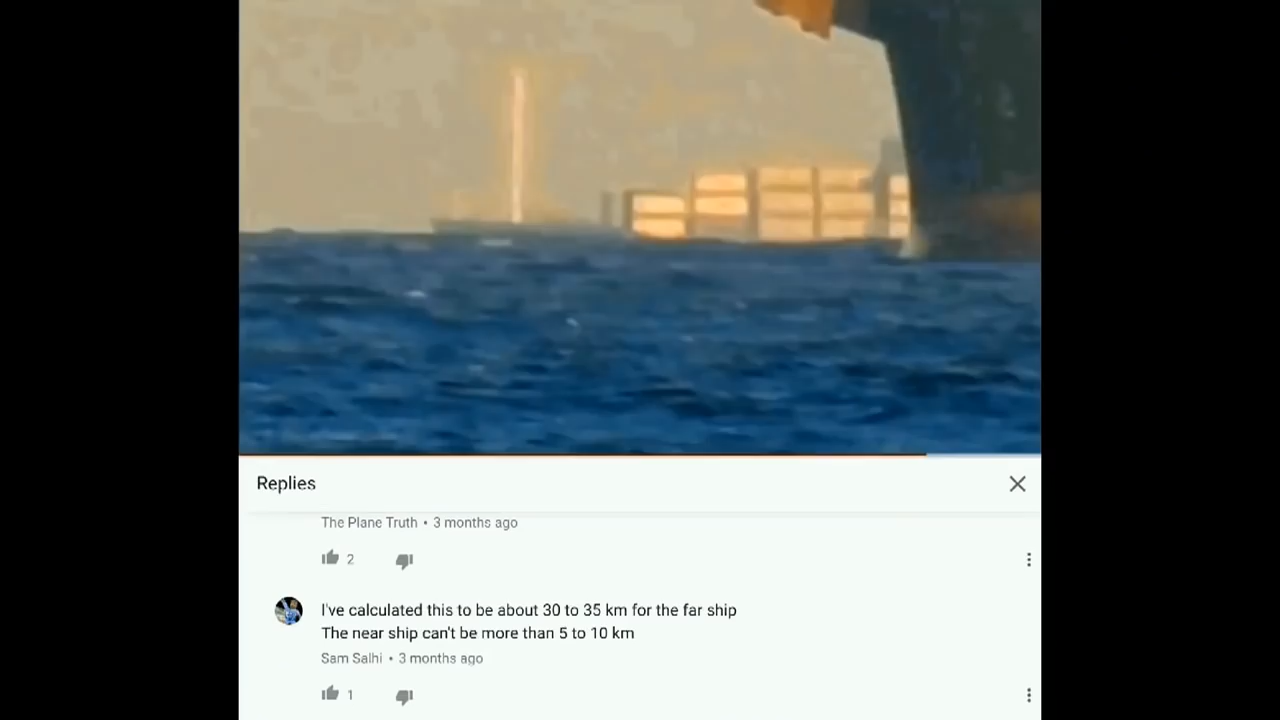 Replies
The Plane Truth • 3 months ago
2
I've calculated this to be about 30 to 35 km for the far ship
The near ship can't be more than 5 to 10 km
Sam Salhi • 3 months ago
1